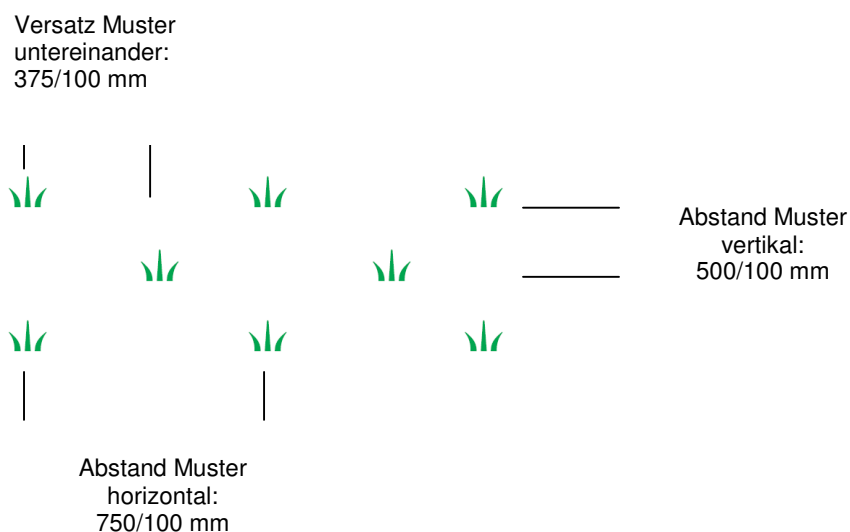 Versatz Muster
untereinander:
375/100 mm
Abstand Muster
vertikal:
500/100 mm
Abstand Muster
horizontal:
750/100 mm